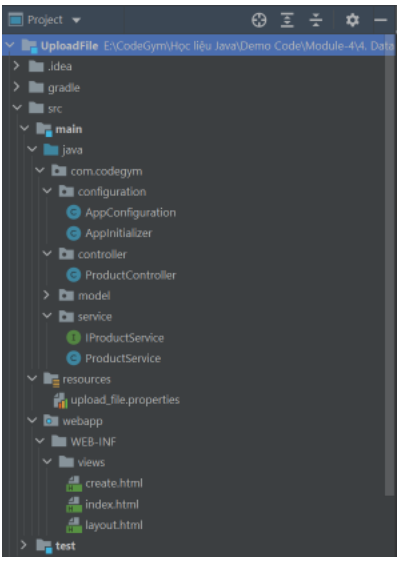 Project
UploadFile E:\CodeGym\Học liệu Java\Demo Code\Module-4\4. Data
.idea
gradle
src
main
java
com.codegym
configuration
AppConfiguration
AppInitializer
controller
ProductController
model
service
IProductService
ProductService
resources
upload_file.properties
webapp
WEB-INF
views
create.html
index.html
layout.html
test